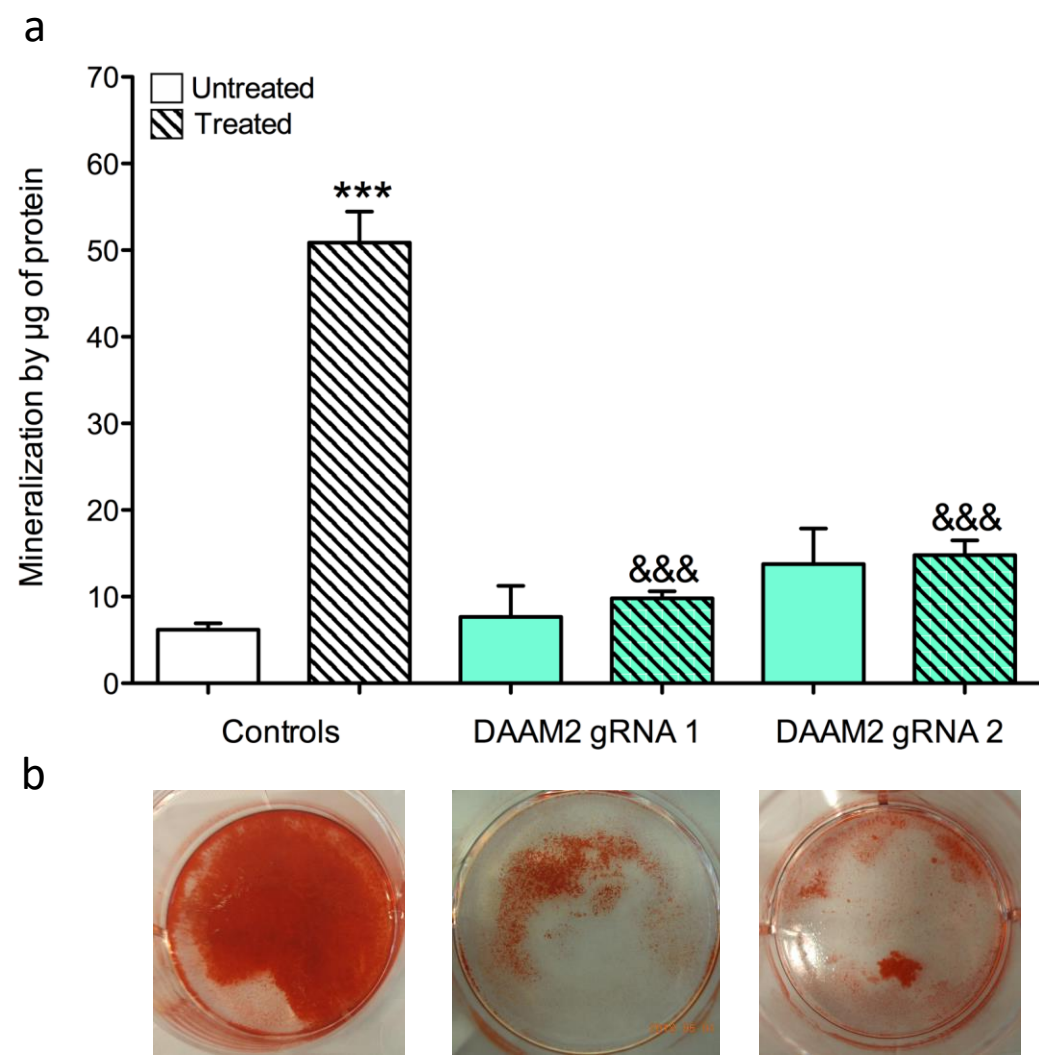 a
70
Untreated
Treated
60
***
50
40
30
20
&&&
&&&
10
0
Mineralization by µg of protein
Controls
DAAM2 gRNA 1
DAAM2 gRNA 2
b